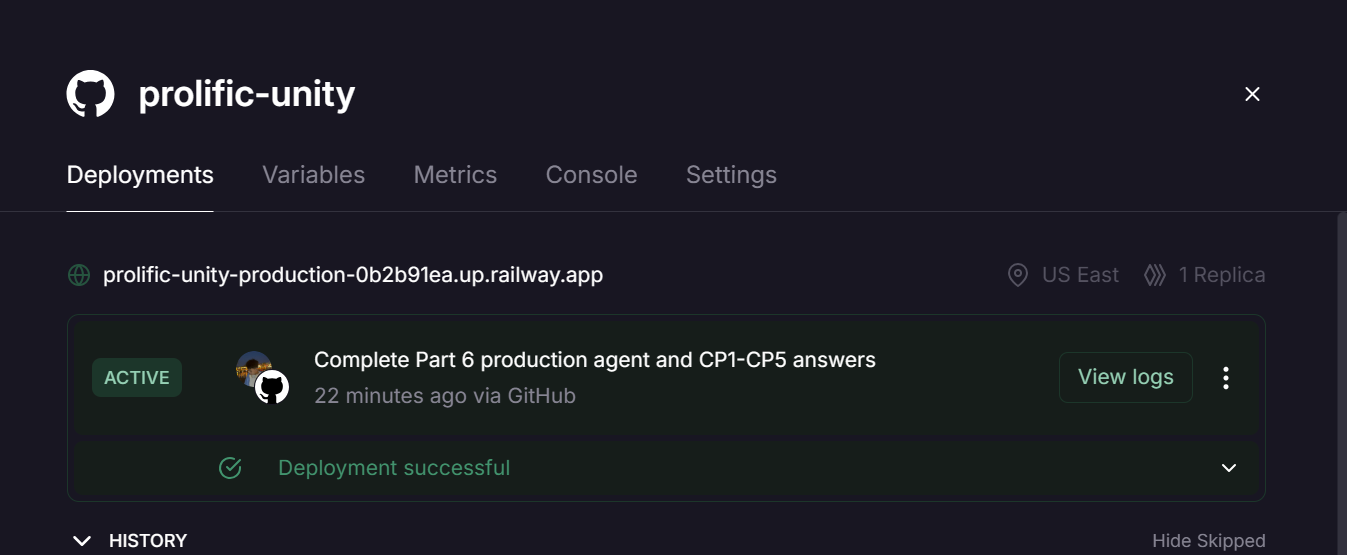 prolific-unity
Deployments Variables Metrics Console Settings
prolific-unity-production-0b2b91ea.up.railway.app US East 1 Replica
ACTIVE Complete Part 6 production agent and CP1-CP5 answers View logs
22 minutes ago via GitHub
Deployment successful
HISTORY Hide Skipped